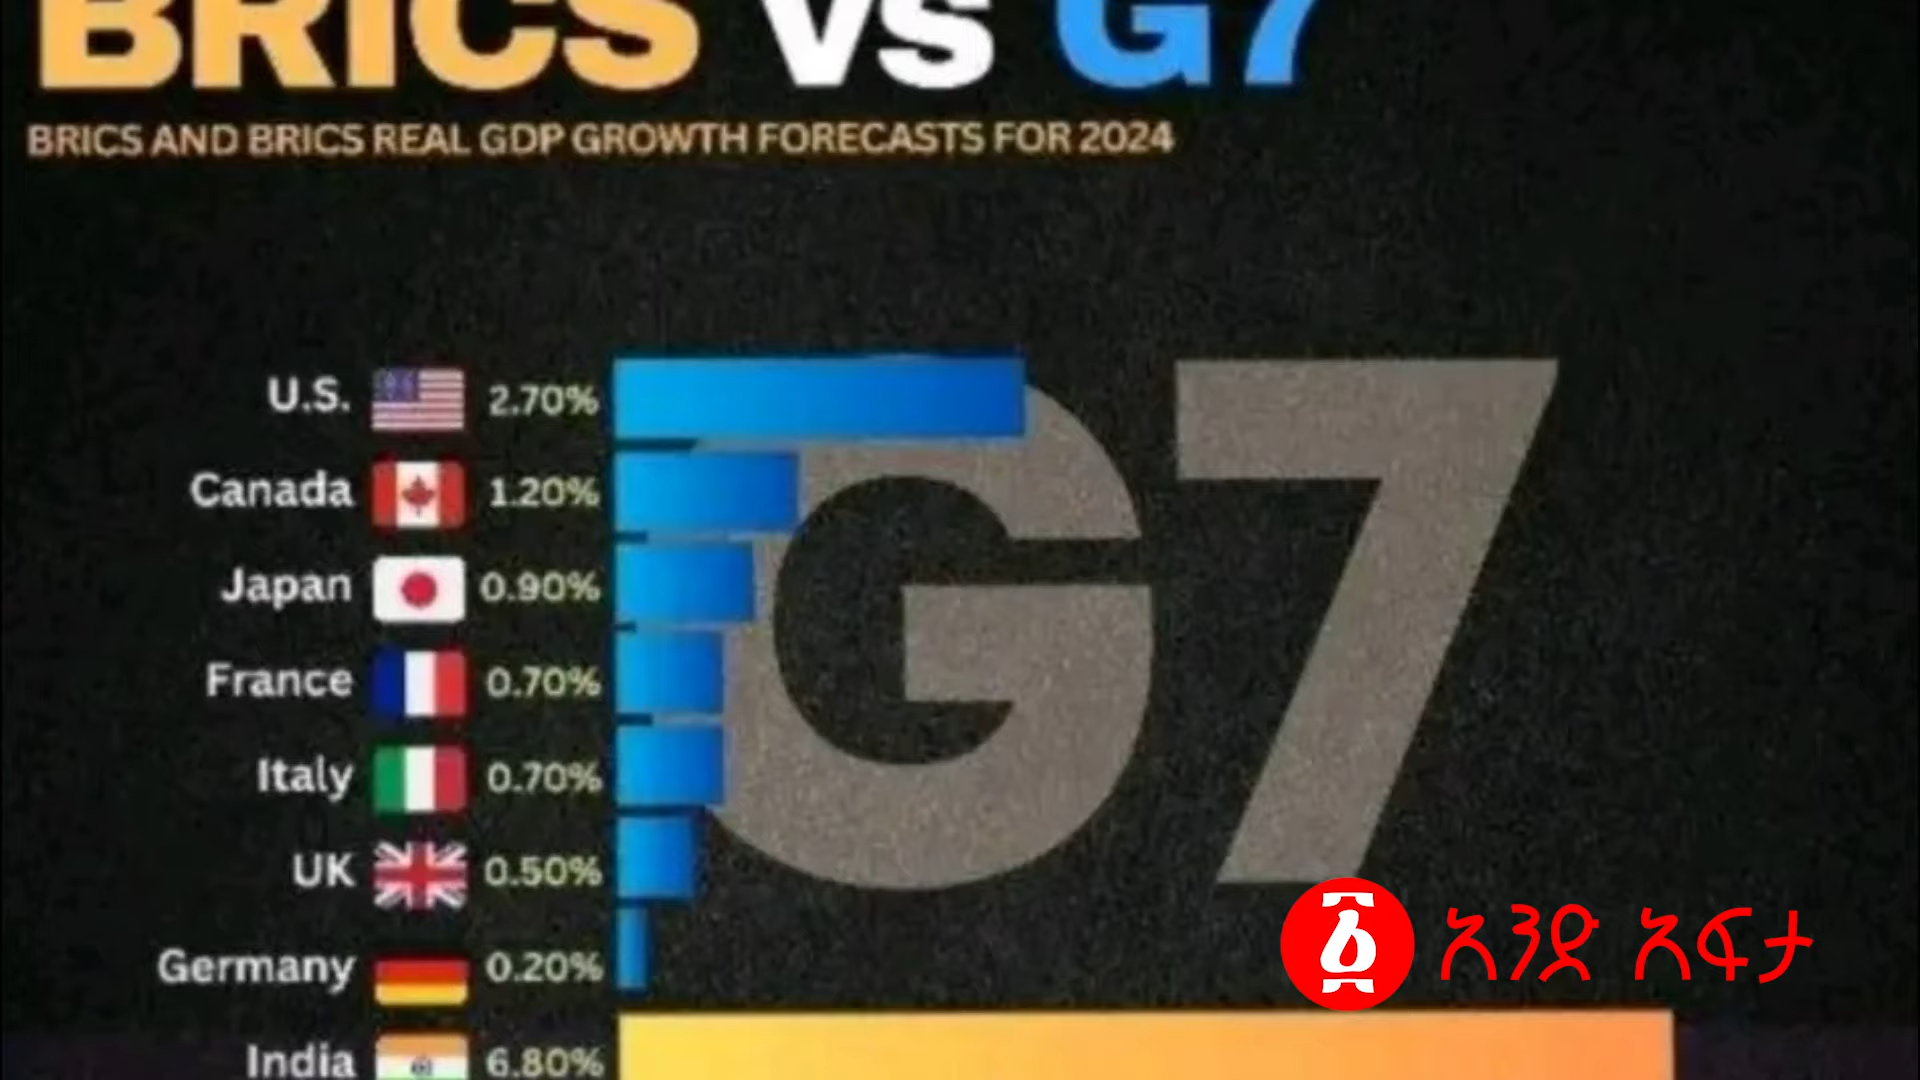 BRICS vs G7
BRICS AND BRICS REAL GDP GROWTH FORECASTS FOR 2024
U.S. 2.70%
Canada 1.20%
Japan 0.90%
France 0.70%
Italy 0.70%
UK 0.50%
Germany 0.20%
India 6.80%
G7
፩ አንድ አፍታ